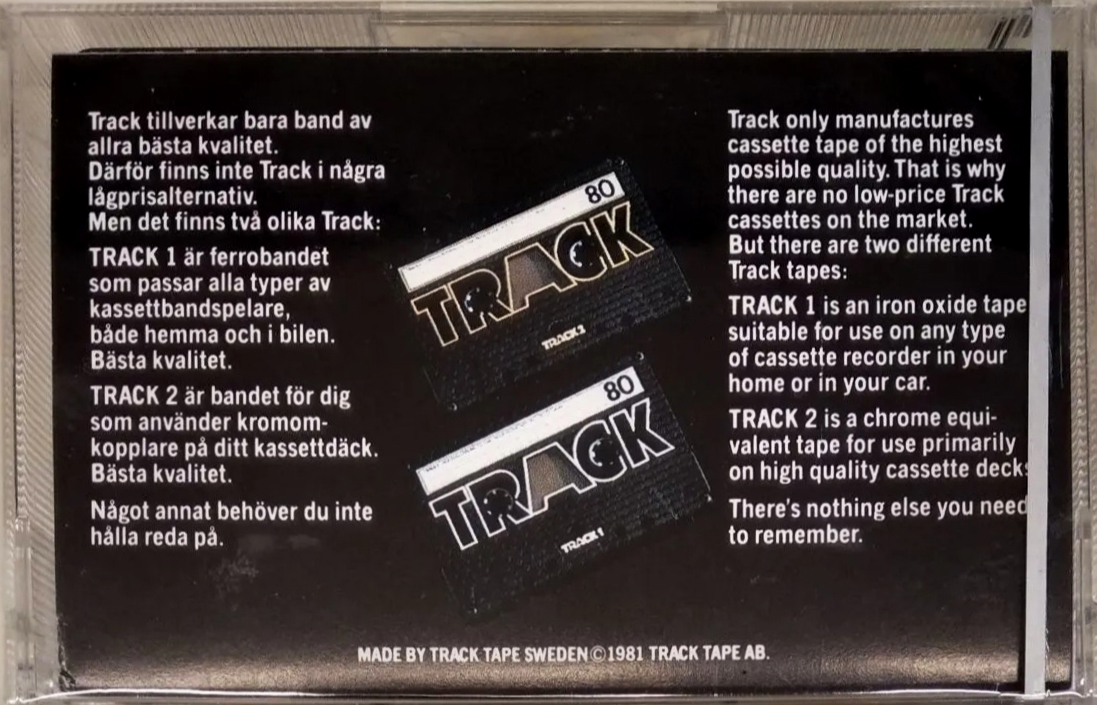 Track tillverkar bara band av
allra bästa kvalitet.
Därför finns inte Track i några
lågprisalternativ.
Men det finns två olika Track:
TRACK 1 är ferrobandet
som passar alla typer av
kassettbandspelare,
både hemma och i bilen.
Bästa kvalitet.
TRACK 2 är bandet för dig
som använder kromom-
kopplare på ditt kassettdäck.
Bästa kvalitet.
Något annat behöver du inte
hålla reda på.
80
TRACK
TRACK 2
80
TRACK
TRACK 1
Track only manufactures
cassette tape of the highest
possible quality. That is why
there are no low-price Track
cassettes on the market.
But there are two different
Track tapes:
TRACK 1 is an iron oxide tape
suitable for use on any type
of cassette recorder in your
home or in your car.
TRACK 2 is a chrome equi-
valent tape for use primarily
on high quality cassette decks
There's nothing else you need
to remember.
MADE BY TRACK TAPE SWEDEN ©1981 TRACK TAPE AB.